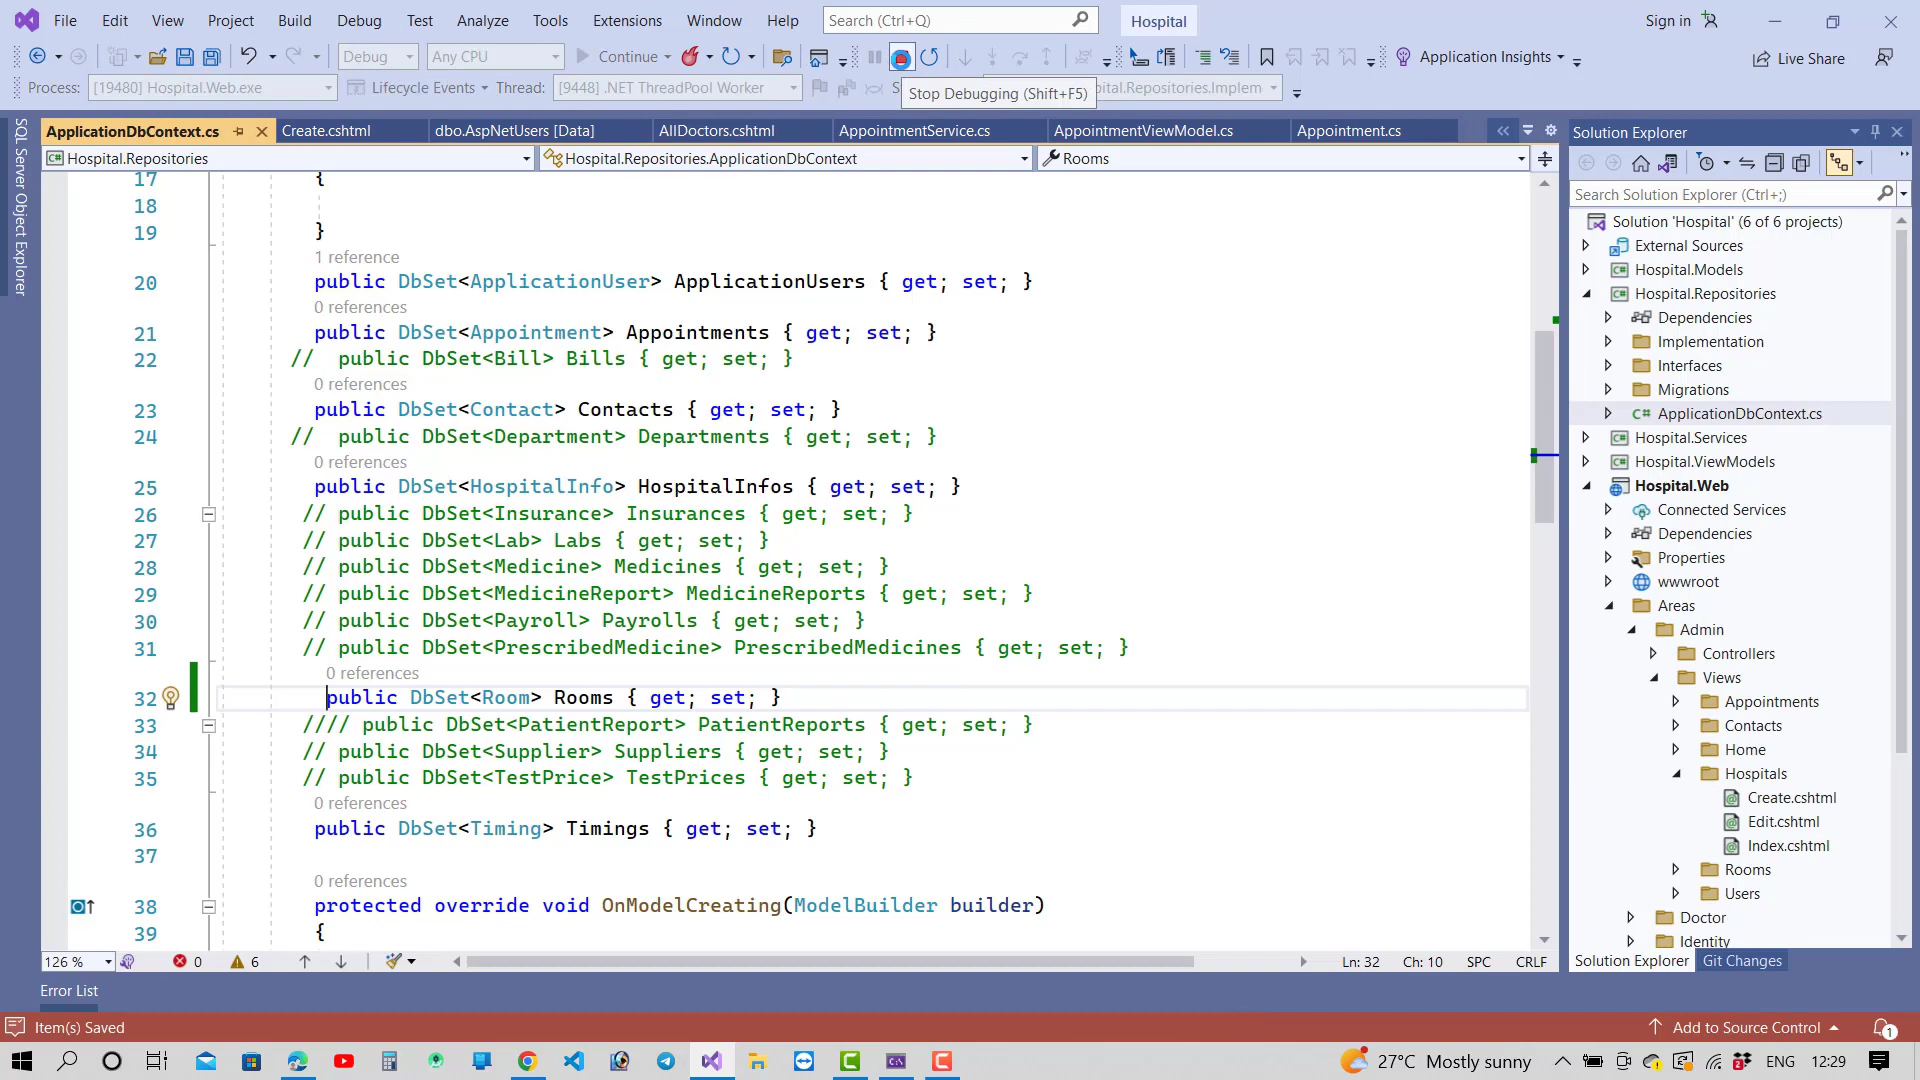 File Edit View Project Build Debug Test Analyze Tools Extensions Window Help Search (Ctrl+Q) Hospital Sign in
Debug Any CPU Continue Application Insights Live Share
Process: [19480] Hospital.Web.exe Lifecycle Events Thread: [9448] .NET ThreadPool Worker
Stop Debugging (Shift+F5)
SQL Server Object Explorer
ApplicationDbContext.cs Create.cshtml dbo.AspNetUsers [Data] AllDoctors.cshtml AppointmentService.cs AppointmentViewModel.cs Appointment.cs
Hospital.Repositories Hospital.Repositories.ApplicationDbContext Rooms
17 {
18
19 }
1 reference
20 public DbSet<ApplicationUser> ApplicationUsers { get; set; }
0 references
21 public DbSet<Appointment> Appointments { get; set; }
22 // public DbSet<Bill> Bills { get; set; }
0 references
23 public DbSet<Contact> Contacts { get; set; }
24 // public DbSet<Department> Departments { get; set; }
0 references
25 public DbSet<HospitalInfo> HospitalInfos { get; set; }
26 // public DbSet<Insurance> Insurances { get; set; }
27 // public DbSet<Lab> Labs { get; set; }
28 // public DbSet<Medicine> Medicines { get; set; }
29 // public DbSet<MedicineReport> MedicineReports { get; set; }
30 // public DbSet<Payroll> Payrolls { get; set; }
31 // public DbSet<PrescribedMedicine> PrescribedMedicines { get; set; }
0 references
32 public DbSet<Room> Rooms { get; set; }
33 //// public DbSet<PatientReport> PatientReports { get; set; }
34 // public DbSet<Supplier> Suppliers { get; set; }
35 // public DbSet<TestPrice> TestPrices { get; set; }
0 references
36 public DbSet<Timing> Timings { get; set; }
37
0 references
38 protected override void OnModelCreating(ModelBuilder builder)
39 {
126 % 0 6 Ln: 32 Ch: 10 SPC CRLF
Solution Explorer
Search Solution Explorer (Ctrl+;)
Solution 'Hospital' (6 of 6 projects)
External Sources
Hospital.Models
Hospital.Repositories
Dependencies
Implementation
Interfaces
Migrations
ApplicationDbContext.cs
Hospital.Services
Hospital.ViewModels
Hospital.Web
Connected Services
Dependencies
Properties
wwwroot
Areas
Admin
Controllers
Views
Appointments
Contacts
Home
Hospitals
Create.cshtml
Edit.cshtml
Index.cshtml
Rooms
Users
Doctor
Identity
Solution Explorer Git Changes
Error List
Item(s) Saved Add to Source Control 1
27°C Mostly sunny ENG 12:29